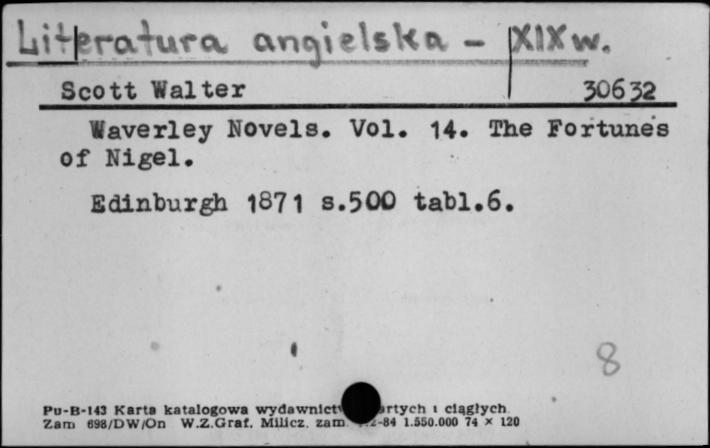 Literatura angielska - XIX w.
Scott Walter 30632
Waverley Novels. Vol. 14. The Fortunes
of Nigel.
Edinburgh 1871 s.500 tabl.6.
8
Pu-B-143 Karta katalogowa wydawnict artych i ciągłych.
Zam 698/DW/On W.Z.Graf. Milicz. zam. -84 1.550.000 74 × 120